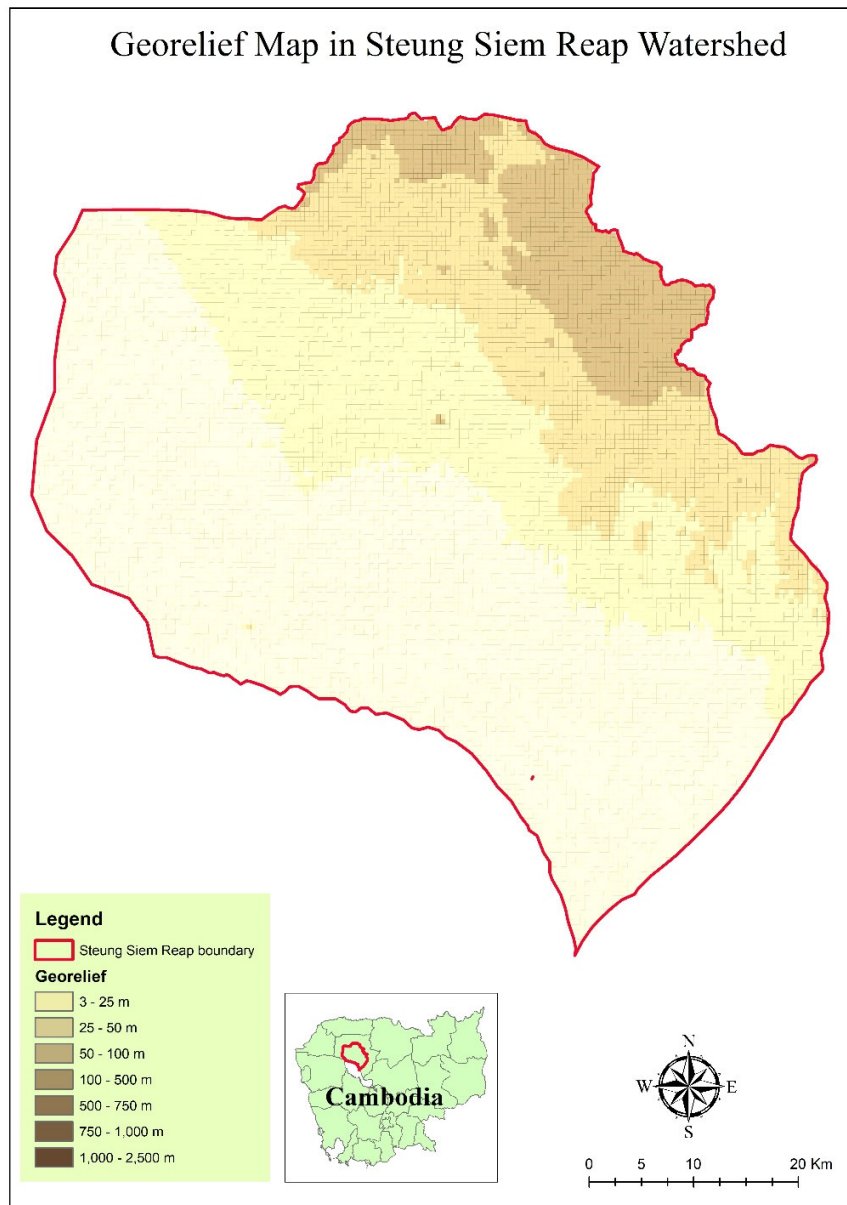 Georelief Map in Steung Siem Reap Watershed
Legend
Steung Siem Reap boundary
Georelief
3 - 25 m
25 - 50 m
50 - 100 m
100 - 500 m
500 - 750 m
750 - 1,000 m
1,000 - 2,500 m
Cambodia
N
W E
S
0 5 10 20 Km